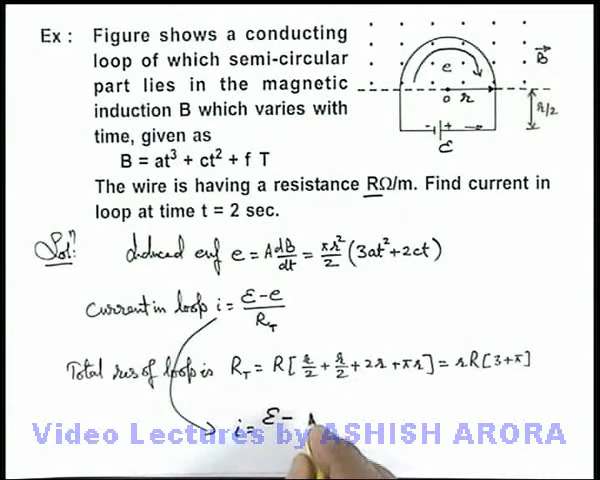 Ex : Figure shows a conducting
loop of which semi-circular
part lies in the magnetic
induction B which varies with
time, given as
B = at³ + ct² + f T
The wire is having a resistance RΩ/m. Find current in
loop at time t = 2 sec.
e
B⃗
o r
r/2
- +
ε
Solⁿ: Induced emf e = A dB/dt = πr²/2 (3at² + 2ct)
Current in loop i = ε-e/R_T
Total res of loop is R_T = R[r/2 + r/2 + 2r + πr] = rR[3+π]
i = ε -
Video Lectures by ASHISH ARORA